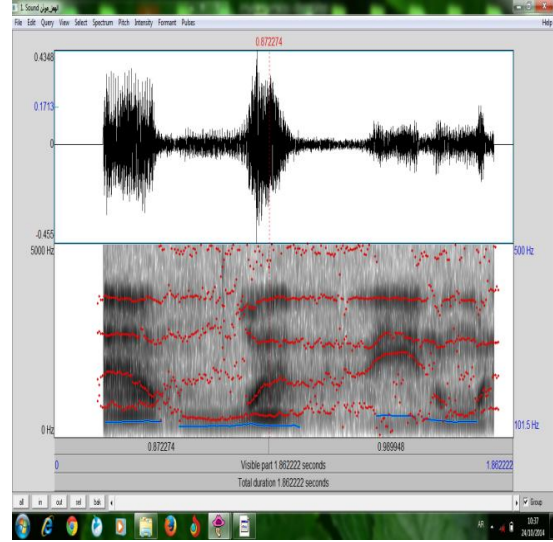 1. Sound
File Edit Query View Select Spectrum Pitch Intensity Formant Pulses Help
0.872274
0.4348
0.1713
0
-0.455
5000 Hz
500 Hz
0 Hz
101.5 Hz
0.872274 0.989948
0 Visible part 1.862222 seconds 1.862222
Total duration 1.862222 seconds
all in out sel bak Group
AR 10:37
24/10/2014